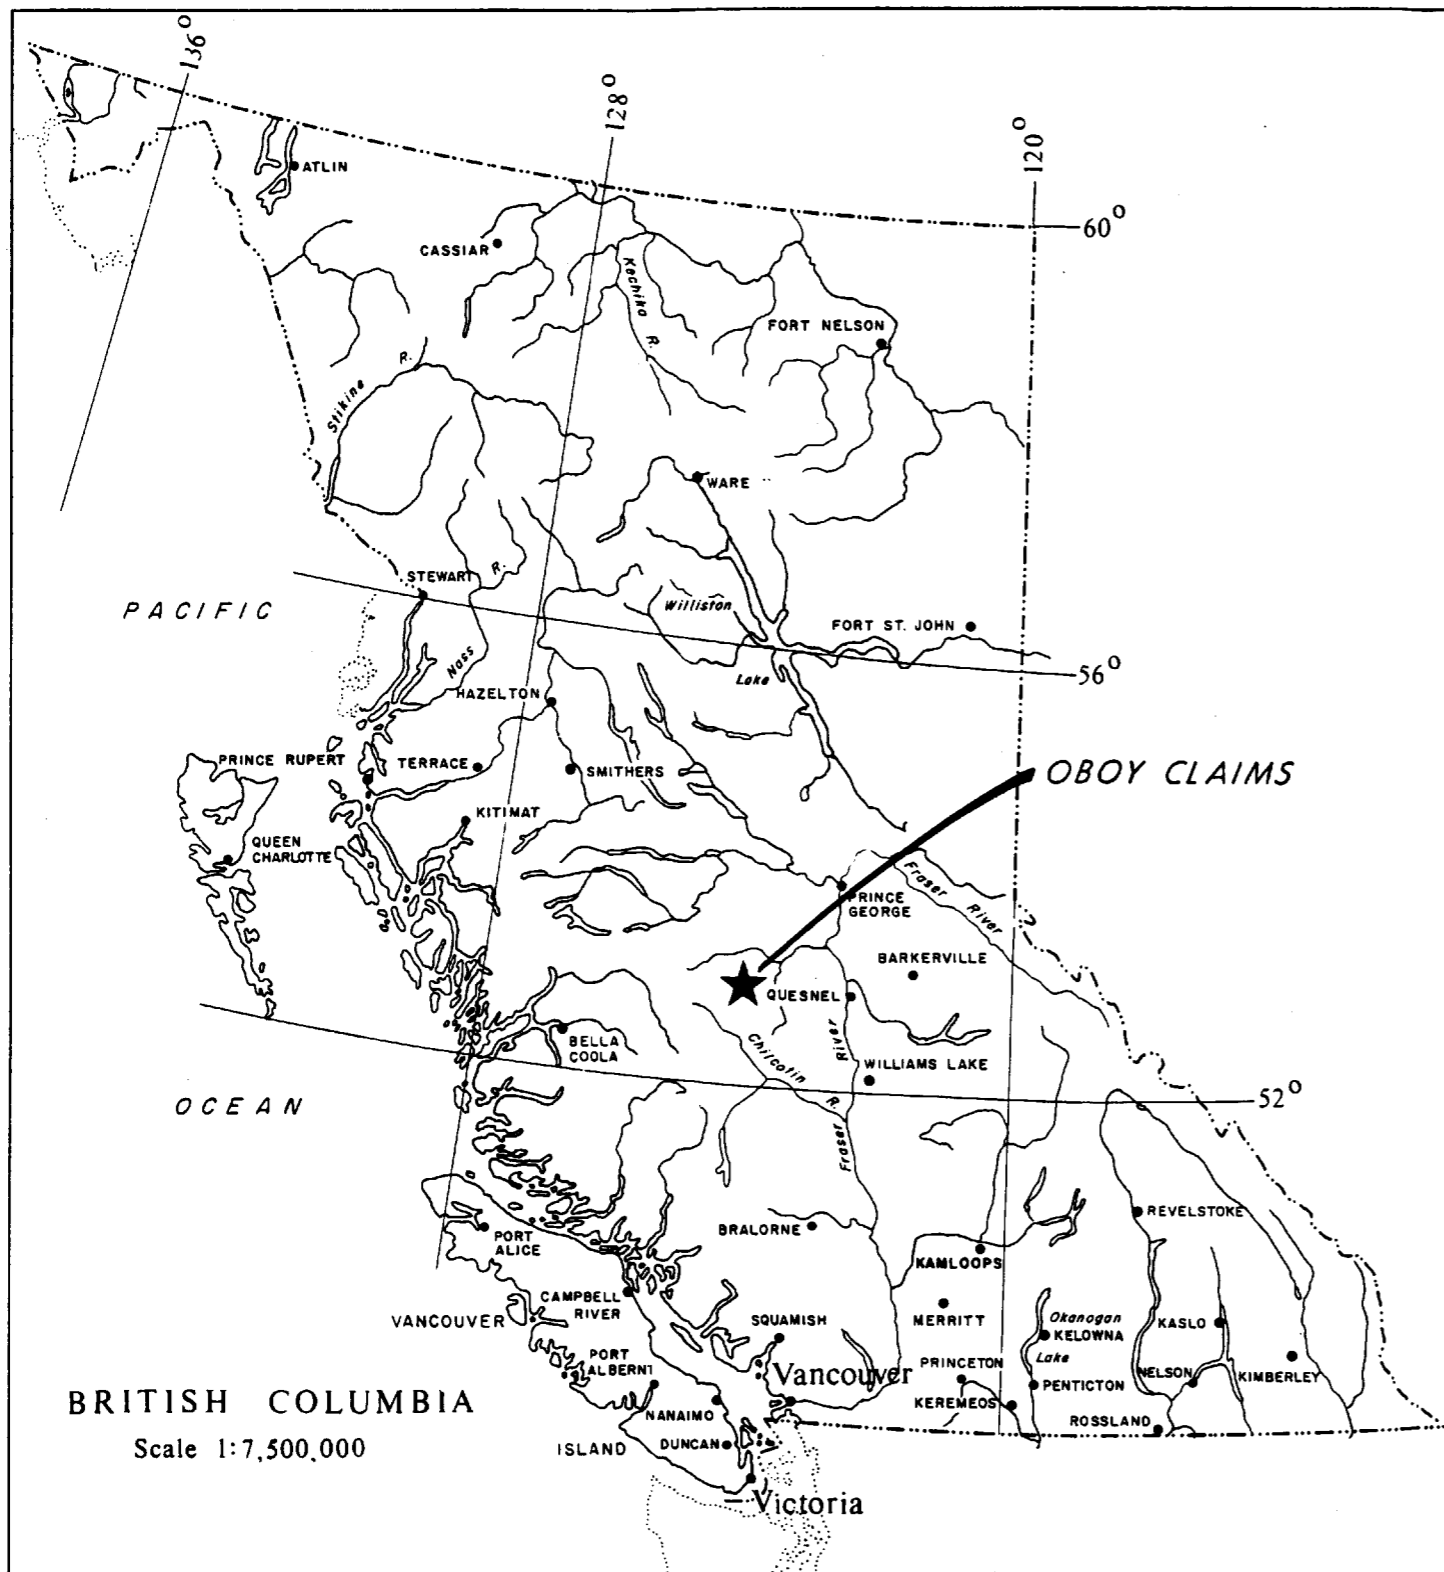 136°
128°
120°
ATLIN
60°
CASSIAR
Kechika R.
FORT NELSON
Stikine R.
WARE
STEWART
R.
PACIFIC
Williston
FORT ST. JOHN
Nass
Lake
56°
HAZELTON
PRINCE RUPERT
TERRACE
SMITHERS
OBOY CLAIMS
KITIMAT
QUEEN
CHARLOTTE
Fraser River
PRINCE
GEORGE
BARKERVILLE
QUESNEL
BELLA
COOLA
Chilcotin R.
River
WILLIAMS LAKE
OCEAN
52°
Fraser
PORT
ALICE
BRALORNE
REVELSTOKE
KAMLOOPS
CAMPBELL
RIVER
VANCOUVER
SQUAMISH
MERRITT
Okanogan
KELOWNA
Lake
KASLO
PORT
ALBERNI
Vancouver
PRINCETON
PENTICTON
NELSON
KIMBERLEY
BRITISH COLUMBIA
NANAIMO
KEREMEOS
ROSSLAND
Scale 1:7,500,000
ISLAND
DUNCAN
Victoria